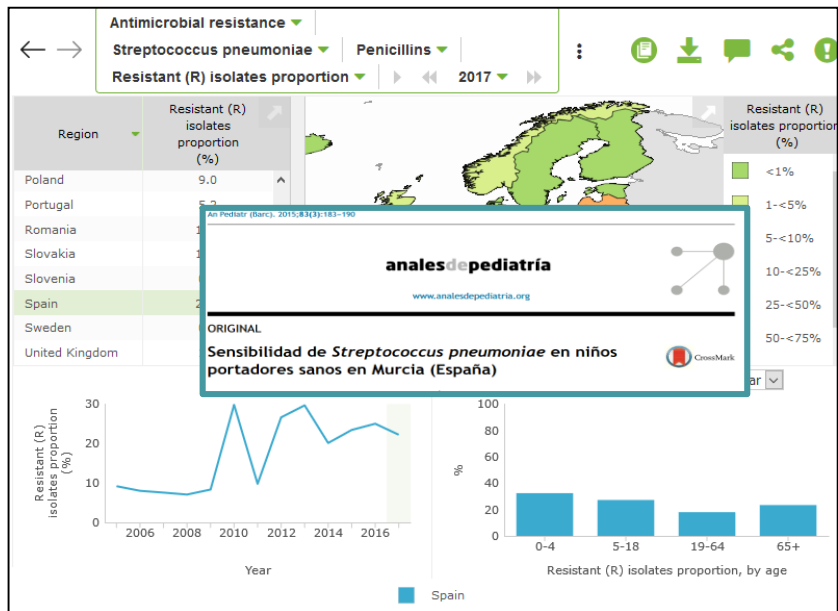 Antimicrobial resistance
Streptococcus pneumoniae Penicillins
Resistant (R) isolates proportion 2017
Region
Resistant (R)
isolates
proportion
(%)
Poland 9.0
Portugal
Romania
Slovakia
Slovenia
Spain
Sweden
United Kingdom
Resistant (R)
isolates proportion
(%)
<1%
1-<5%
5-<10%
10-<25%
25-<50%
50-<75%
An Pediatr (Barc). 2015;83(3):183–190
analesdepediatría
www.analesdepediatria.org
ORIGINAL
Sensibilidad de Streptococcus pneumoniae en niños
portadores sanos en Murcia (España)
CrossMark
Resistant (R)
isolates proportion
(%)
30
20
10
0
2006 2008 2010 2012 2014 2016
Year
100
80
60
40
20
0
%
0-4 5-18 19-64 65+
Resistant (R) isolates proportion, by age
Spain